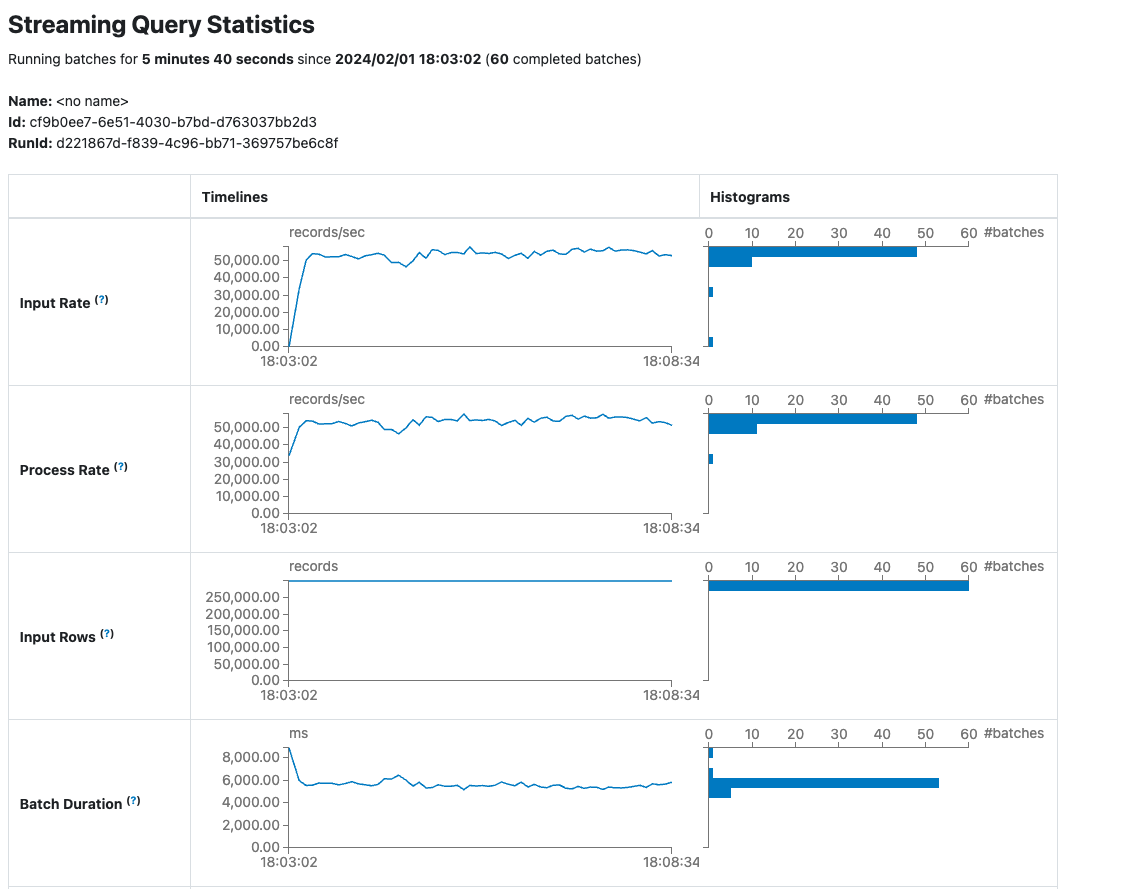 Streaming Query Statistics
Running batches for 5 minutes 40 seconds since 2024/02/01 18:03:02 (60 completed batches)
Name: <no name>
Id: cf9b0ee7-6e51-4030-b7bd-d763037bb2d3
RunId: d221867d-f839-4c96-bb71-369757be6c8f
Timelines Histograms
Input Rate (?)
records/sec
50,000.00
40,000.00
30,000.00
20,000.00
10,000.00
0.00
18:03:02 18:08:34
0 10 20 30 40 50 60 #batches
Process Rate (?)
records/sec
50,000.00
40,000.00
30,000.00
20,000.00
10,000.00
0.00
18:03:02 18:08:34
0 10 20 30 40 50 60 #batches
Input Rows (?)
records
250,000.00
200,000.00
150,000.00
100,000.00
50,000.00
0.00
18:03:02 18:08:34
0 10 20 30 40 50 60 #batches
Batch Duration (?)
ms
8,000.00
6,000.00
4,000.00
2,000.00
0.00
18:03:02 18:08:34
0 10 20 30 40 50 60 #batches